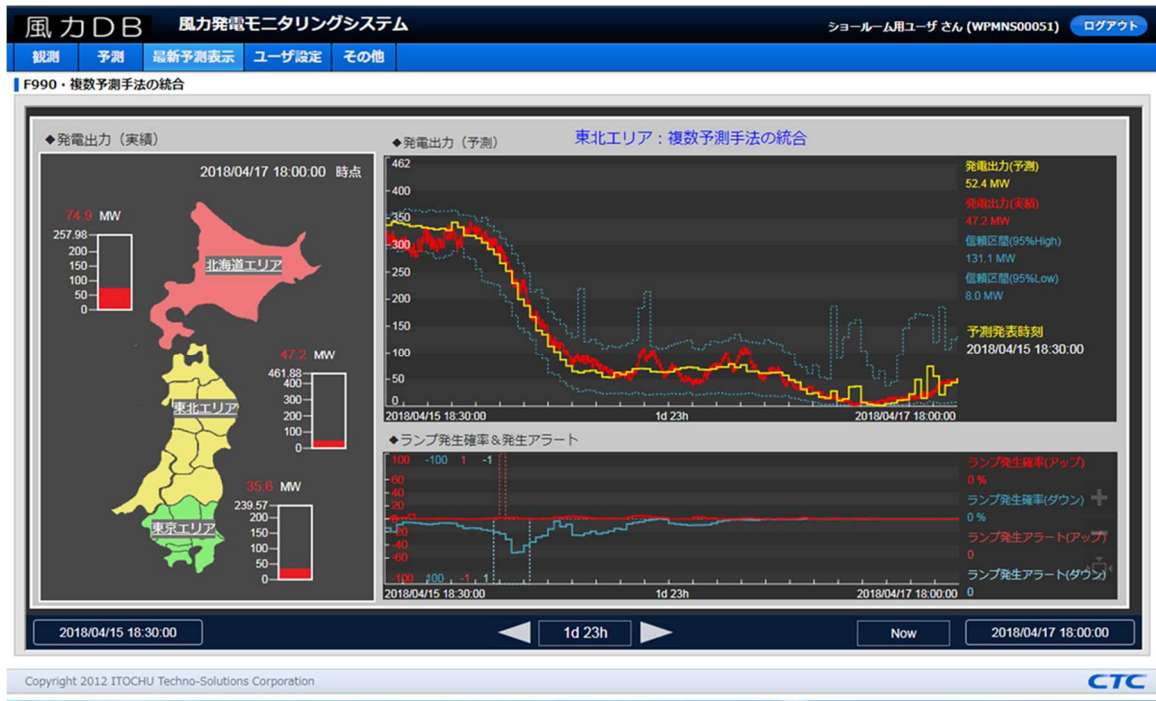 風力DB 風力発電モニタリングシステム
ショールーム用ユーザ さん (WPMNS00051) ログアウト
観測 予測 最新予測表示 ユーザ設定 その他
F990・複数予測手法の統合
◆発電出力（実績）
2018/04/17 18:00:00 時点
74.9 MW
257.98
200
150
100
50
0
北海道エリア
47.2 MW
461.88
400
300
200
100
0
東北エリア
35.6 MW
239.57
200
150
100
50
0
東京エリア
◆発電出力（予測） 東北エリア：複数予測手法の統合
462
400
350
300
250
200
150
100
50
0
2018/04/15 18:30:00 1d 23h 2018/04/17 18:00:00
発電出力(予測)
52.4 MW
発電出力(実績)
47.2 MW
信頼区間(95%High)
131.1 MW
信頼区間(95%Low)
8.0 MW
予測発表時刻
2018/04/15 18:30:00
◆ランプ発生確率＆発生アラート
100 -100 1 -1
60
40
20
-20
-40
-60
-100 100 -1 1
2018/04/15 18:30:00 1d 23h 2018/04/17 18:00:00
ランプ発生確率(アップ)
0 %
ランプ発生確率(ダウン)
0 %
ランプ発生アラート(アップ)
0
ランプ発生アラート(ダウン)
0
2018/04/15 18:30:00 1d 23h Now 2018/04/17 18:00:00
Copyright 2012 ITOCHU Techno-Solutions Corporation CTC